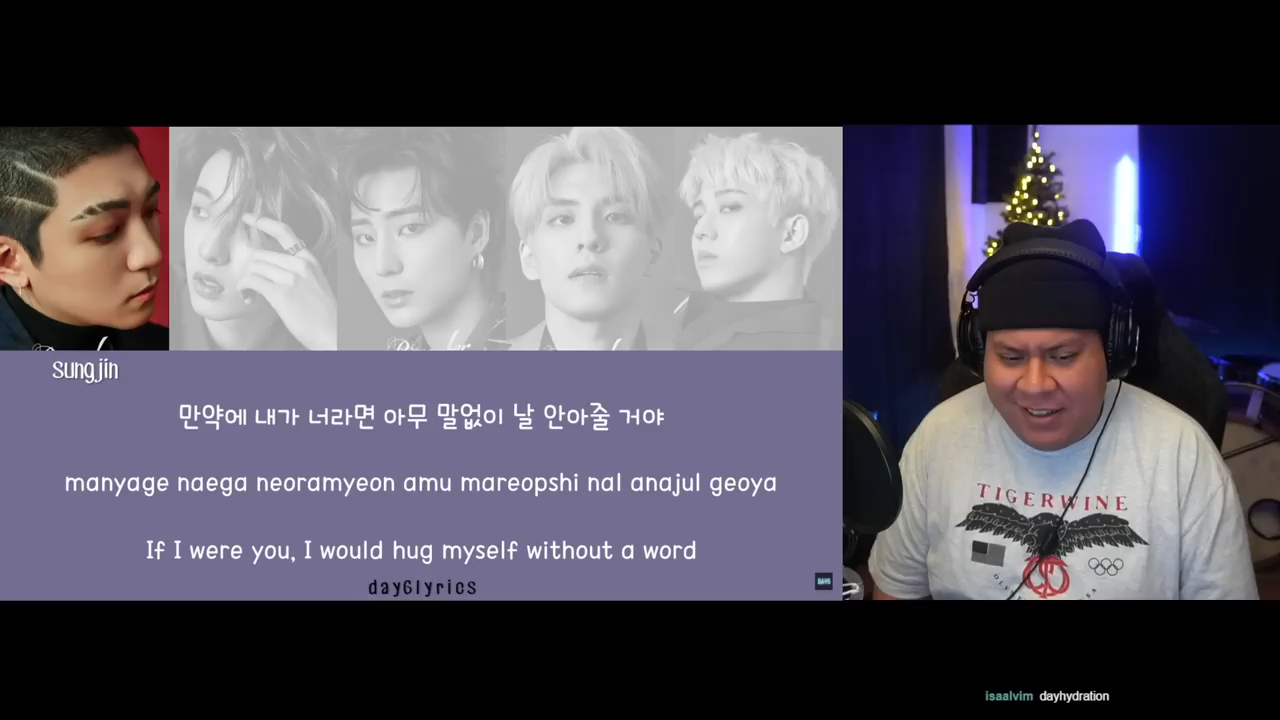 sungjin
만약에 내가 너라면 아무 말없이 날 안아줄 거야
manyage naega neoramyeon amu mareopshi nal anajul geoya
If I were you, I would hug myself without a word
day6lyrics
TIGERWINE
isaalvim dayhydration